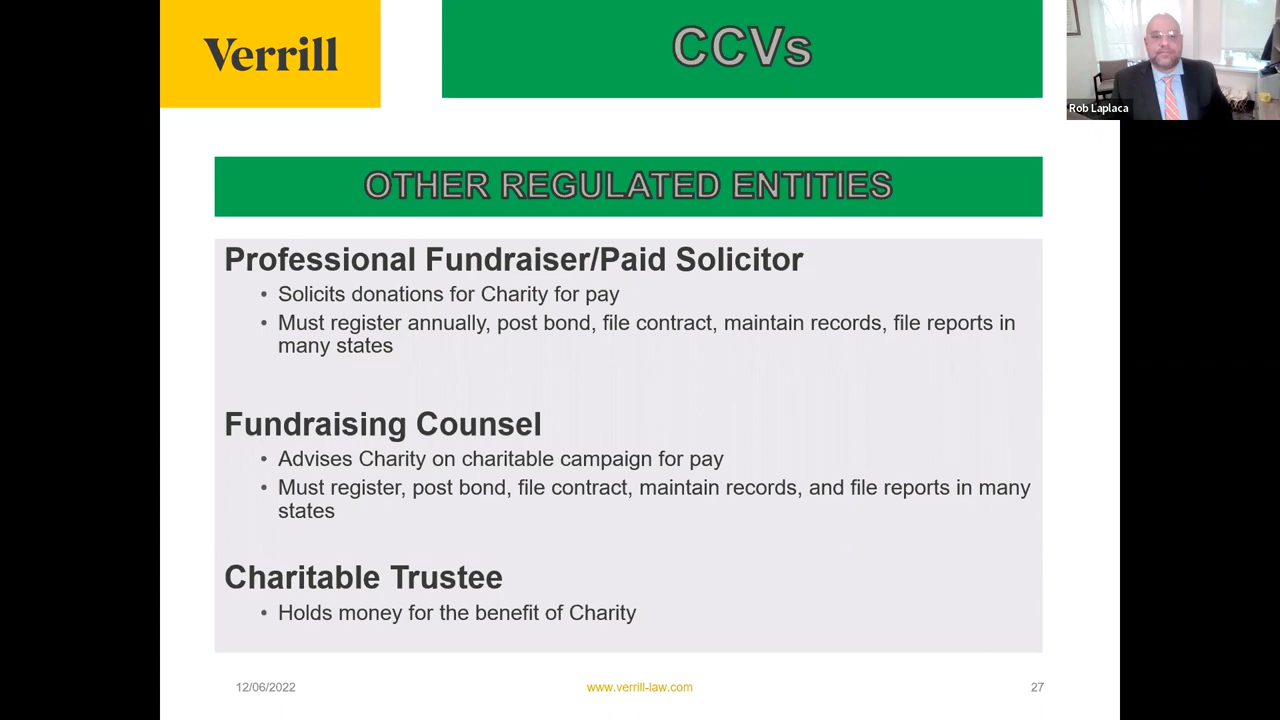 Verrill
CCVs
Rob Laplaca
OTHER REGULATED ENTITIES
Professional Fundraiser/Paid Solicitor
• Solicits donations for Charity for pay
• Must register annually, post bond, file contract, maintain records, file reports in
many states
Fundraising Counsel
• Advises Charity on charitable campaign for pay
• Must register, post bond, file contract, maintain records, and file reports in many
states
Charitable Trustee
• Holds money for the benefit of Charity
12/06/2022
www.verrill-law.com
27